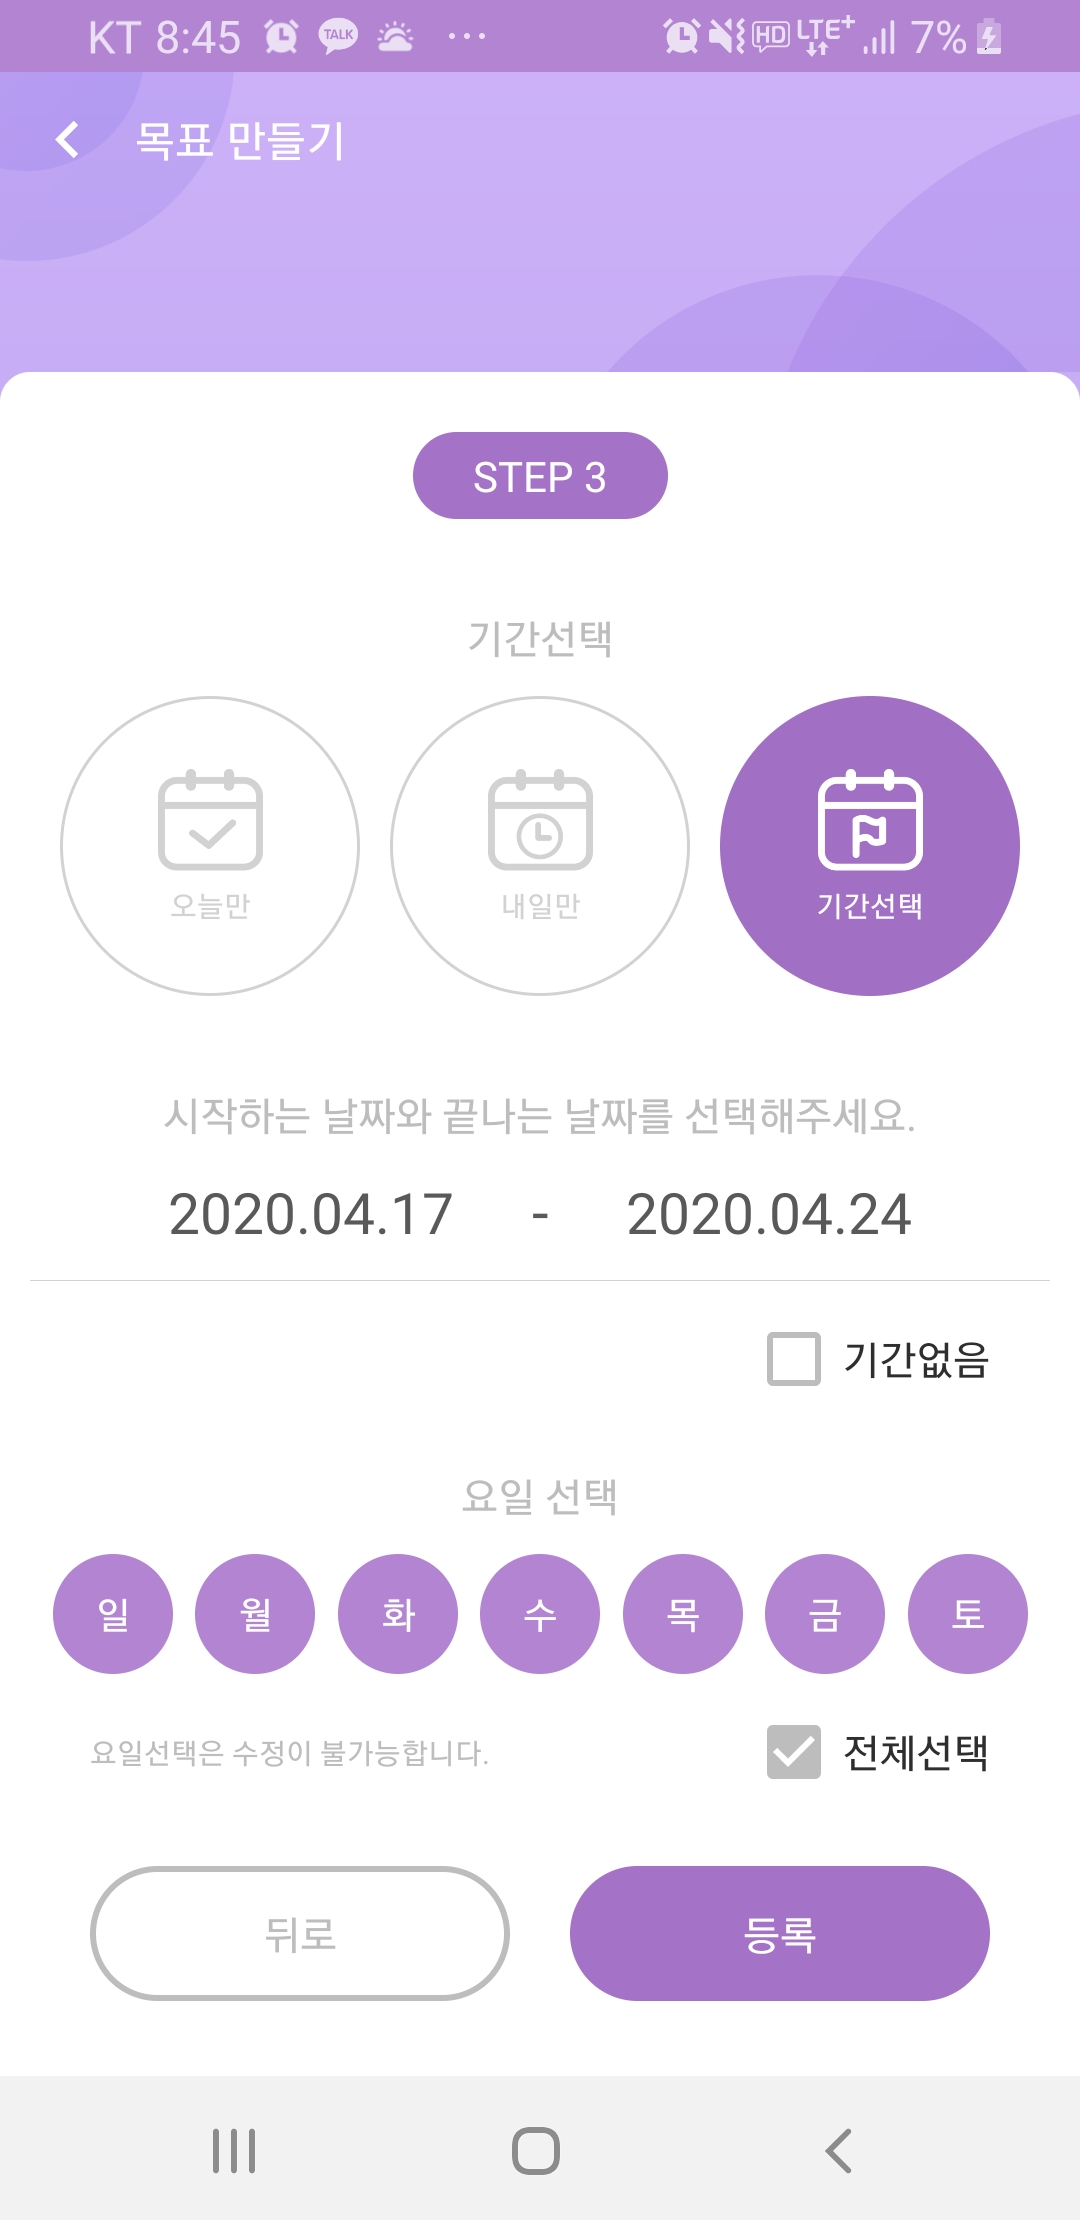 KT 8:45 TALK HD LTE+ 7%
목표 만들기
STEP 3
기간선택
오늘만 내일만 기간선택
시작하는 날짜와 끝나는 날짜를 선택해주세요.
2020.04.17 - 2020.04.24
기간없음
요일 선택
일 월 화 수 목 금 토
요일선택은 수정이 불가능합니다. 전체선택
뒤로 등록